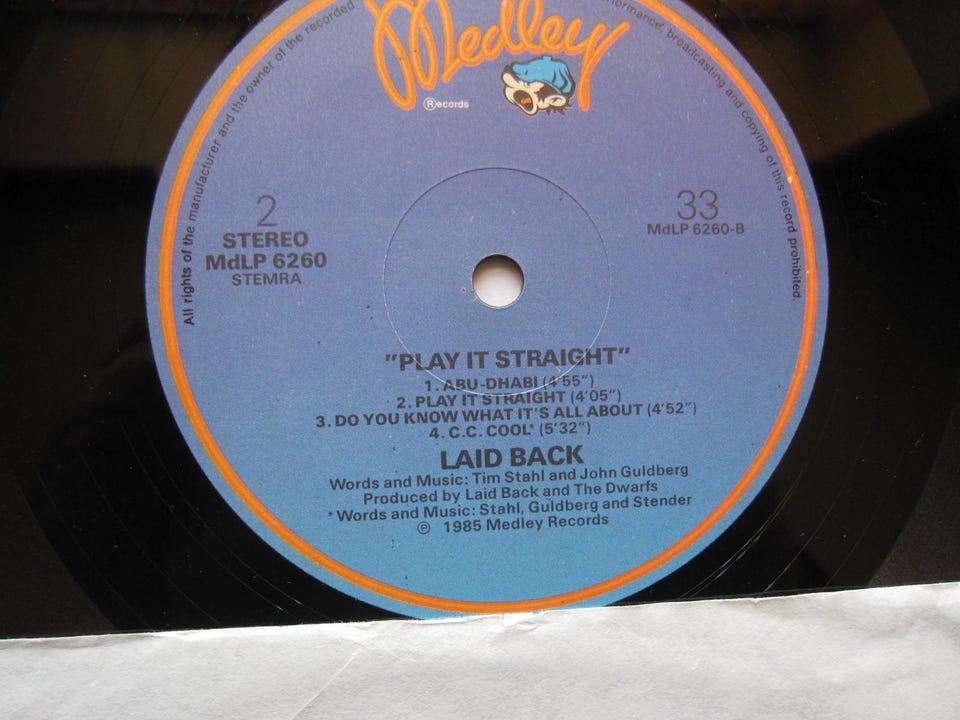 Medley
®ecords
All rights of the manufacturer and the owner of the recorded
performance, broadcasting and copying of this record prohibited.
2
STEREO
MdLP 6260
STEMRA
33
MdLP 6260-B
"PLAY IT STRAIGHT"
1. ABU-DHABI (4'55")
2. PLAY IT STRAIGHT (4'05")
3. DO YOU KNOW WHAT IT'S ALL ABOUT (4'52")
4. C.C. COOL* (5'32")
LAID BACK
Words and Music: Tim Stahl and John Guldberg
Produced by Laid Back and The Dwarfs
* Words and Music: Stahl, Guldberg and Stender
℗ 1985 Medley Records